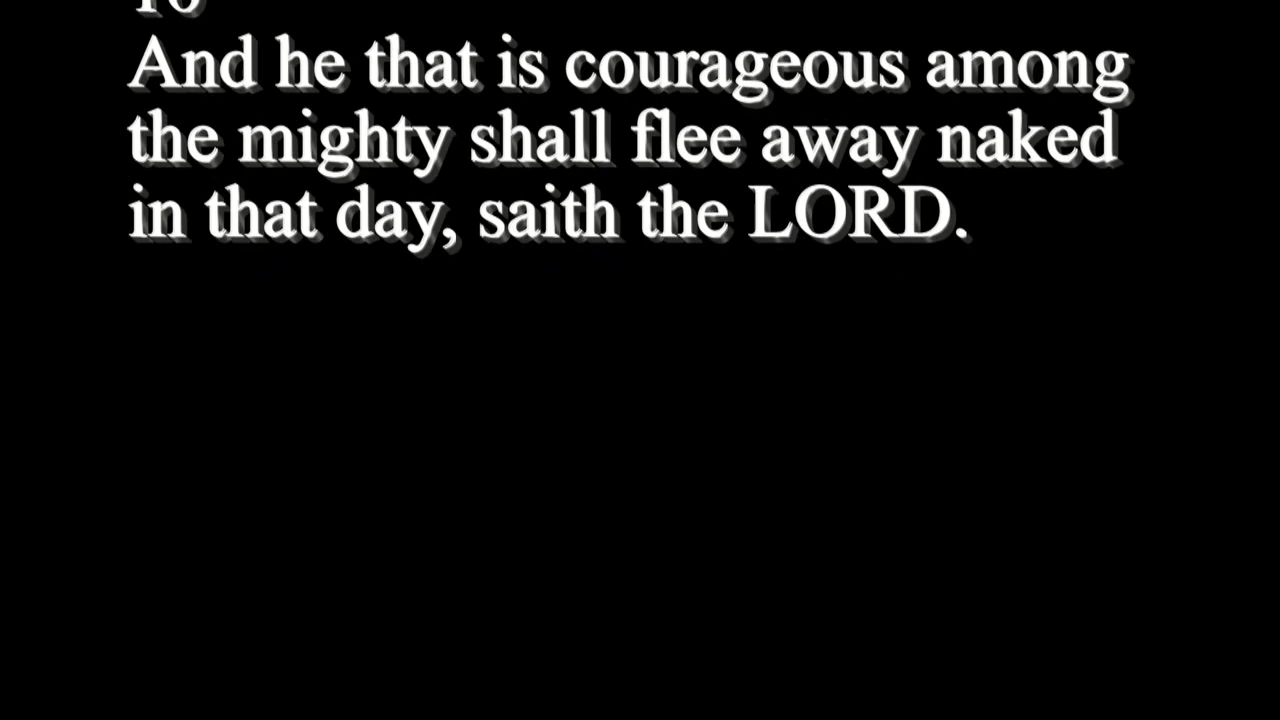 And he that is courageous among
the mighty shall flee away naked
in that day, saith the LORD.